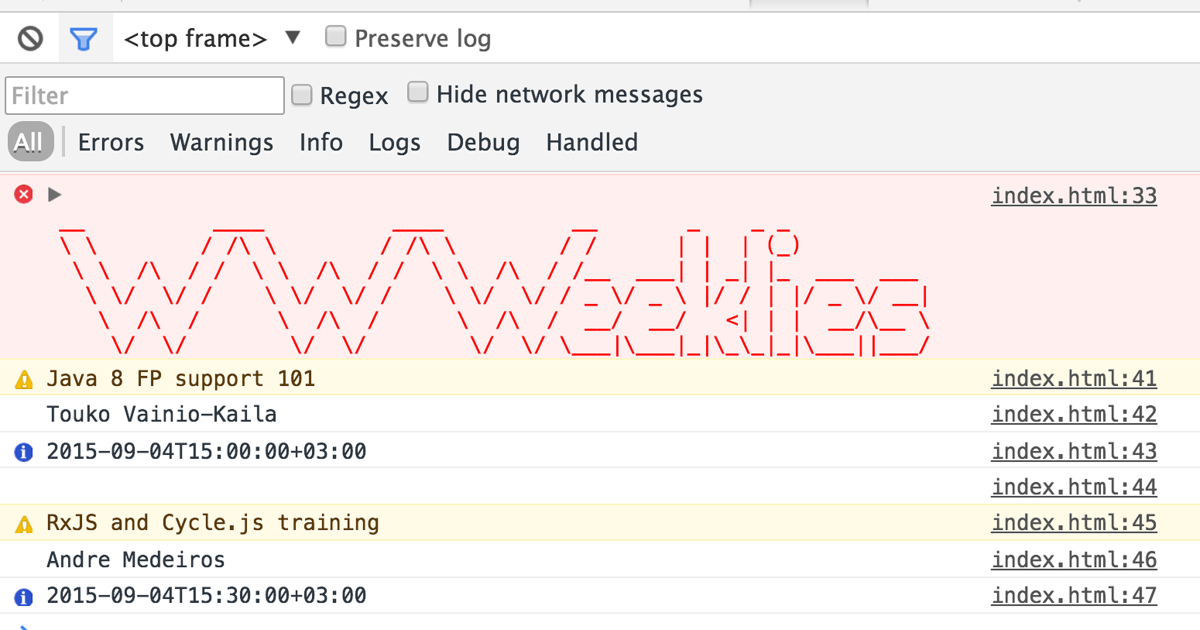 <top frame> ▼ Preserve log
Filter Regex Hide network messages
All Errors Warnings Info Logs Debug Handled
index.html:33
WWWeeklies
Java 8 FP support 101 index.html:41
Touko Vainio-Kaila index.html:42
2015-09-04T15:00:00+03:00 index.html:43
index.html:44
RxJS and Cycle.js training index.html:45
Andre Medeiros index.html:46
2015-09-04T15:30:00+03:00 index.html:47